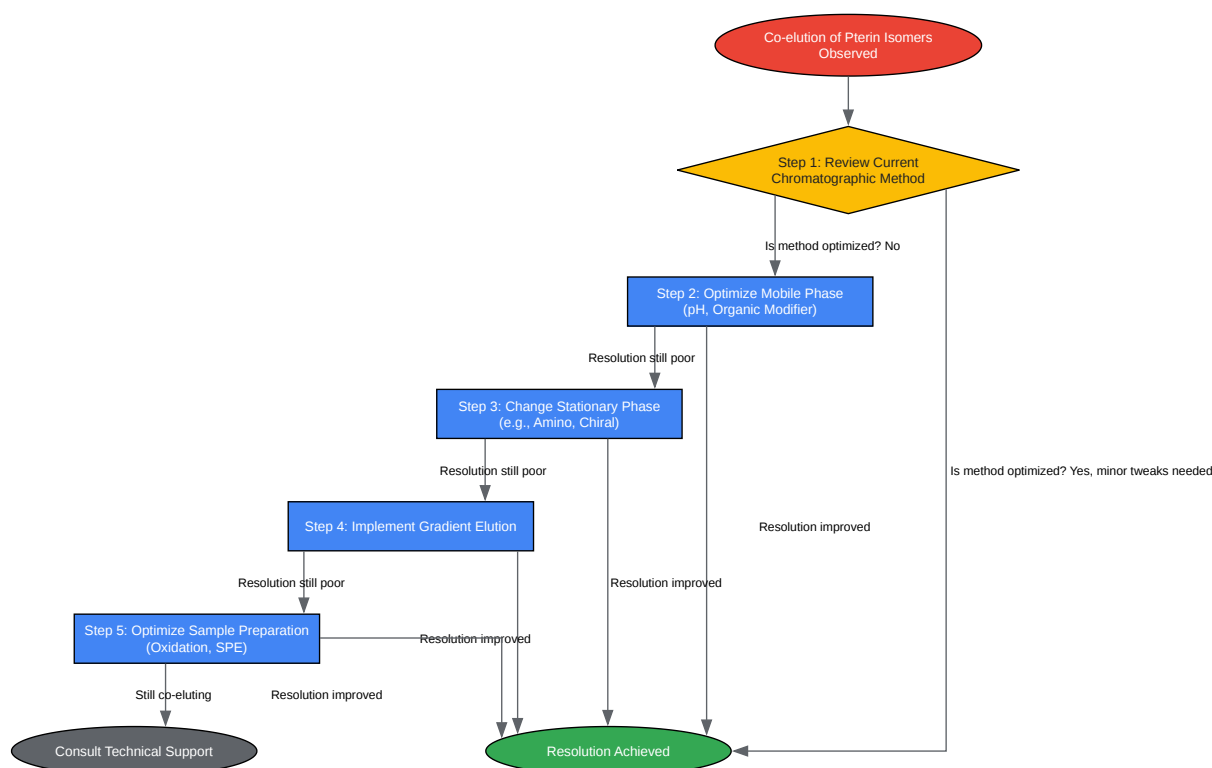 Co-elution of Pterin Isomers
Observed
Step 1: Review Current
Chromatographic Method
Is method optimized? No
Step 2: Optimize Mobile Phase
(pH, Organic Modifier)
Resolution still poor
Step 3: Change Stationary Phase
(e.g., Amino, Chiral)
Resolution still poor
Is method optimized? Yes, minor tweaks needed
Step 4: Implement Gradient Elution
Resolution improved
Resolution still poor
Resolution improved
Step 5: Optimize Sample Preparation
(Oxidation, SPE)
Resolution improved
Still co-eluting
Resolution improved
Consult Technical Support
Resolution Achieved